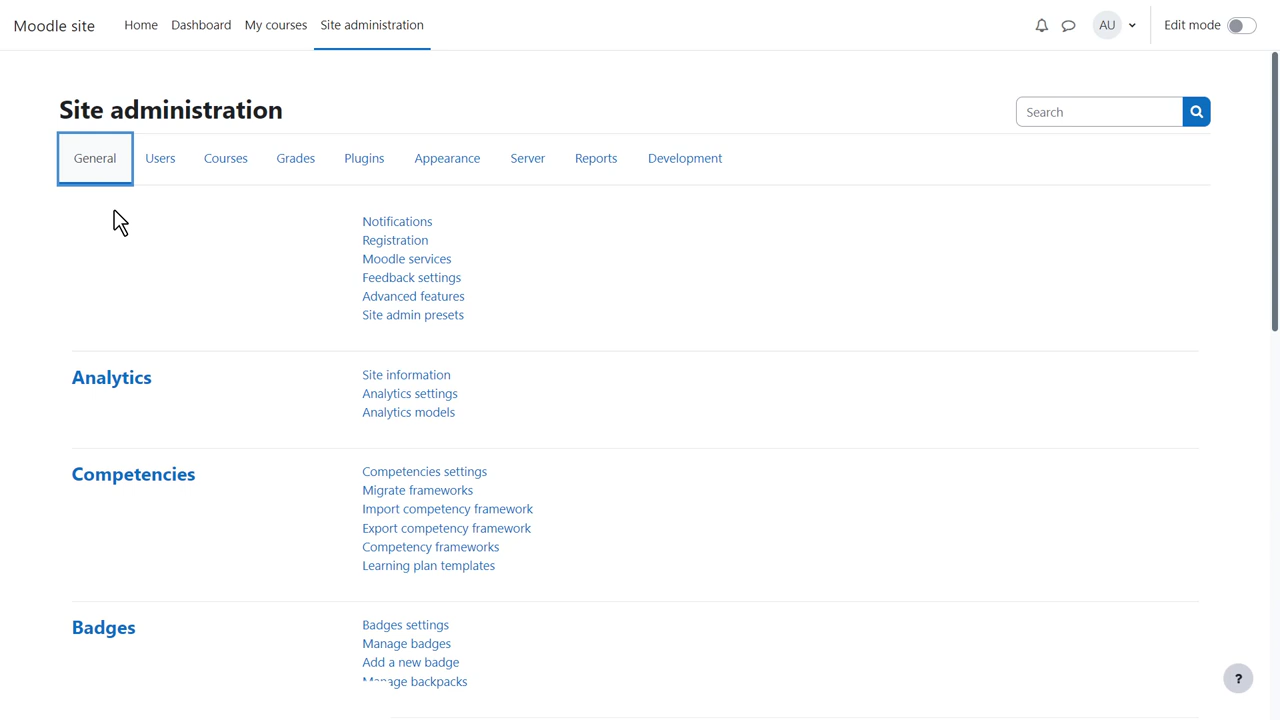 Moodle site Home Dashboard My courses Site administration AU Edit mode
Site administration Search
General Users Courses Grades Plugins Appearance Server Reports Development
Notifications
Registration
Moodle services
Feedback settings
Advanced features
Site admin presets
Analytics Site information
Analytics settings
Analytics models
Competencies Competencies settings
Migrate frameworks
Import competency framework
Export competency framework
Competency frameworks
Learning plan templates
Badges Badges settings
Manage badges
Add a new badge
Manage backpacks
?